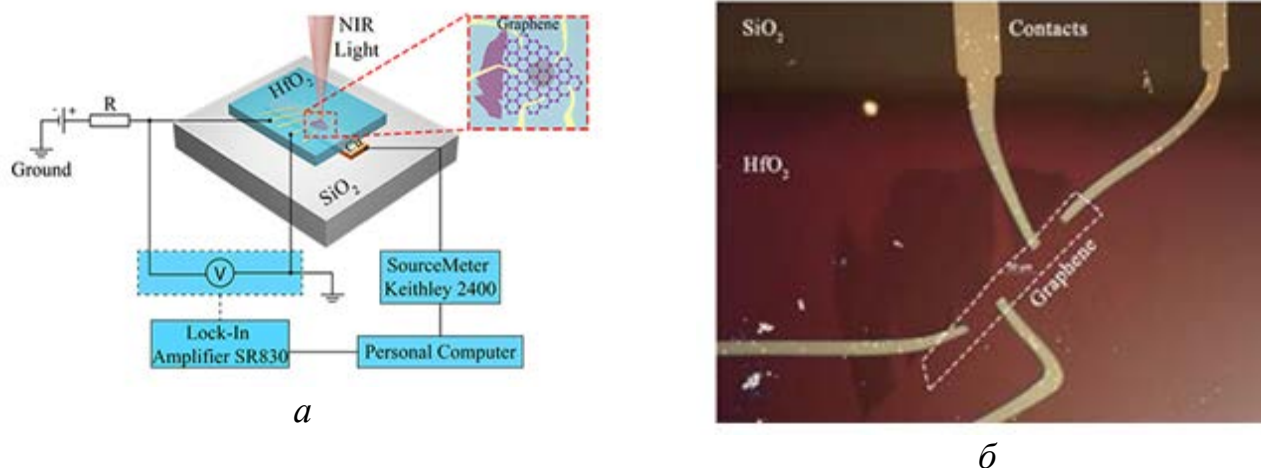 NIR
Light
Graphene
HfO₂
- +
R
Ground
Cu
SiO₂
V
SourceMeter
Keithley 2400
Lock-In
Amplifier SR830
Personal Computer
а
SiO₂
Contacts
HfO₂
Graphene
б